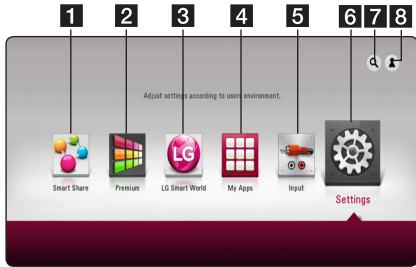 1 2 3 4 5 6 7 8
Adjust settings according to users environment.
LG
Smart Share Premium LG Smart World My Apps Input Settings